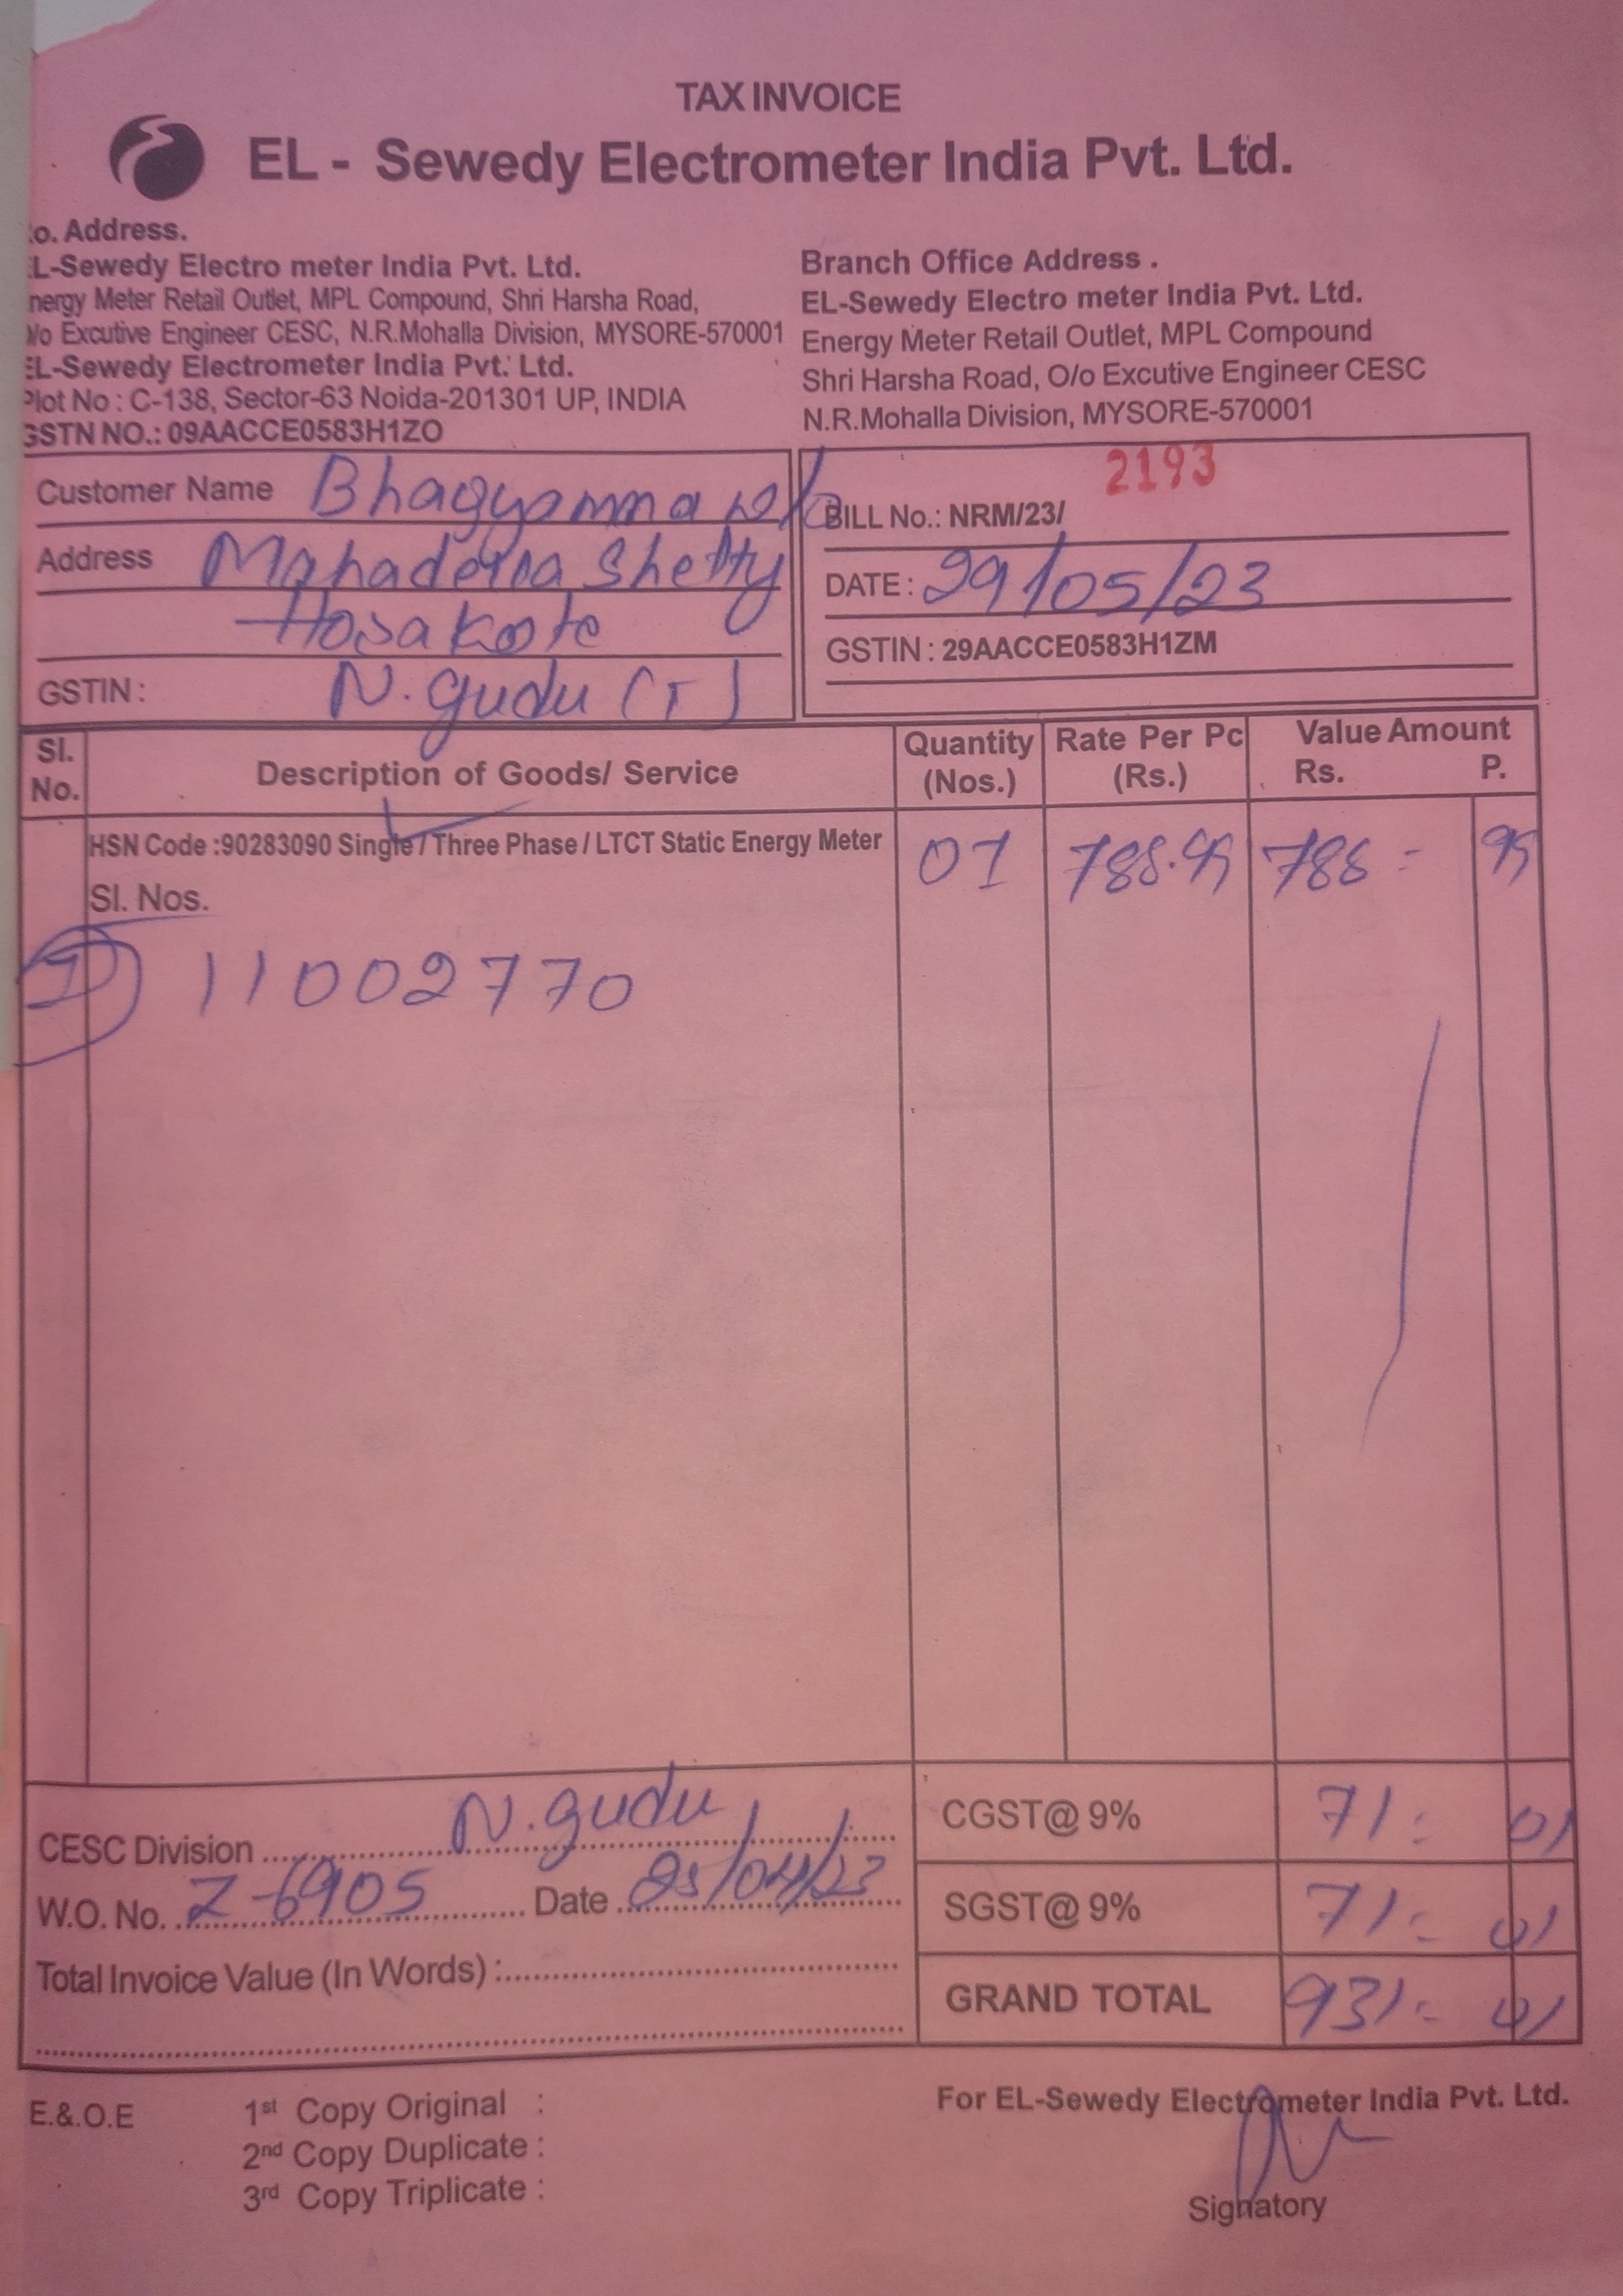 TAX INVOICE
EL - Sewedy Electrometer India Pvt. Ltd.
o. Address.
L-Sewedy Electro meter India Pvt. Ltd.
nergy Meter Retail Outlet, MPL Compound, Shri Harsha Road,
/o Excutive Engineer CESC, N.R.Mohalla Division, MYSORE-570001
EL-Sewedy Electrometer India Pvt. Ltd.
Plot No : C-138, Sector-63 Noida-201301 UP, INDIA
GSTN NO.: 09AACCE0583H1ZO
Branch Office Address .
EL-Sewedy Electro meter India Pvt. Ltd.
Energy Meter Retail Outlet, MPL Compound
Shri Harsha Road, O/o Excutive Engineer CESC
N.R.Mohalla Division, MYSORE-570001
Customer Name Bhagyamma w/o
Address Mahadeva Shetty
Hosakote
GSTIN : N.gudu (T)
2193
BILL No.: NRM/23/
DATE : 29/05/23
GSTIN : 29AACCE0583H1ZM
Sl. No. Description of Goods/ Service Quantity (Nos.) Rate Per Pc (Rs.) Value Amount Rs. P.
HSN Code :90283090 Single / Three Phase / LTCT Static Energy Meter 01 788.99 788 = 99
Sl. Nos.
1 11002770
CESC Division N.gudu
W.O. No. Z-6905 Date /04/23
Total Invoice Value (In Words) :
CGST@ 9% 71 = 01
SGST@ 9% 71 = 01
GRAND TOTAL 931 = 01
E.&.O.E
1st Copy Original :
2nd Copy Duplicate :
3rd Copy Triplicate :
For EL-Sewedy Electrometer India Pvt. Ltd.
Signatory